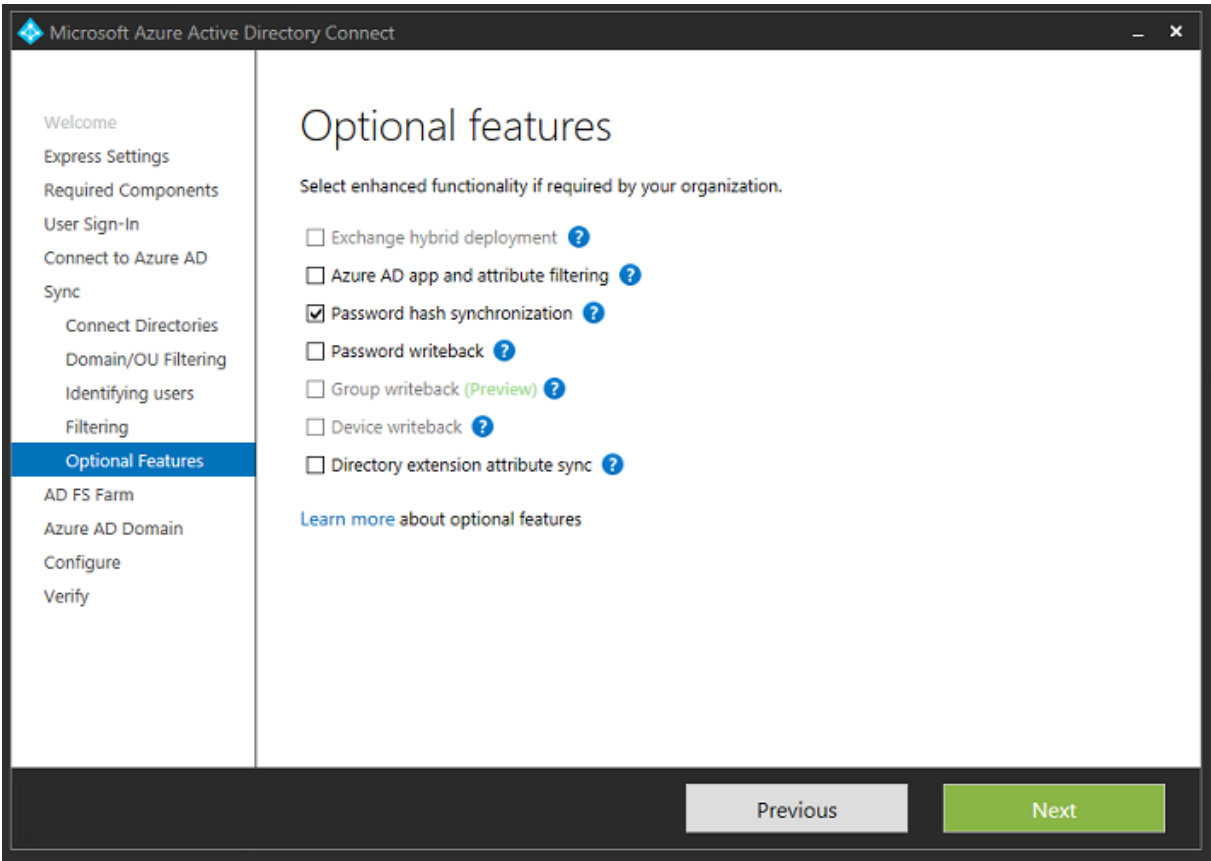 Microsoft Azure Active Directory Connect
Welcome
Express Settings
Required Components
User Sign-In
Connect to Azure AD
Sync
Connect Directories
Domain/OU Filtering
Identifying users
Filtering
Optional Features
AD FS Farm
Azure AD Domain
Configure
Verify
Optional features
Select enhanced functionality if required by your organization.
Exchange hybrid deployment ?
Azure AD app and attribute filtering ?
Password hash synchronization ?
Password writeback ?
Group writeback (Preview) ?
Device writeback ?
Directory extension attribute sync ?
Learn more about optional features
Previous
Next